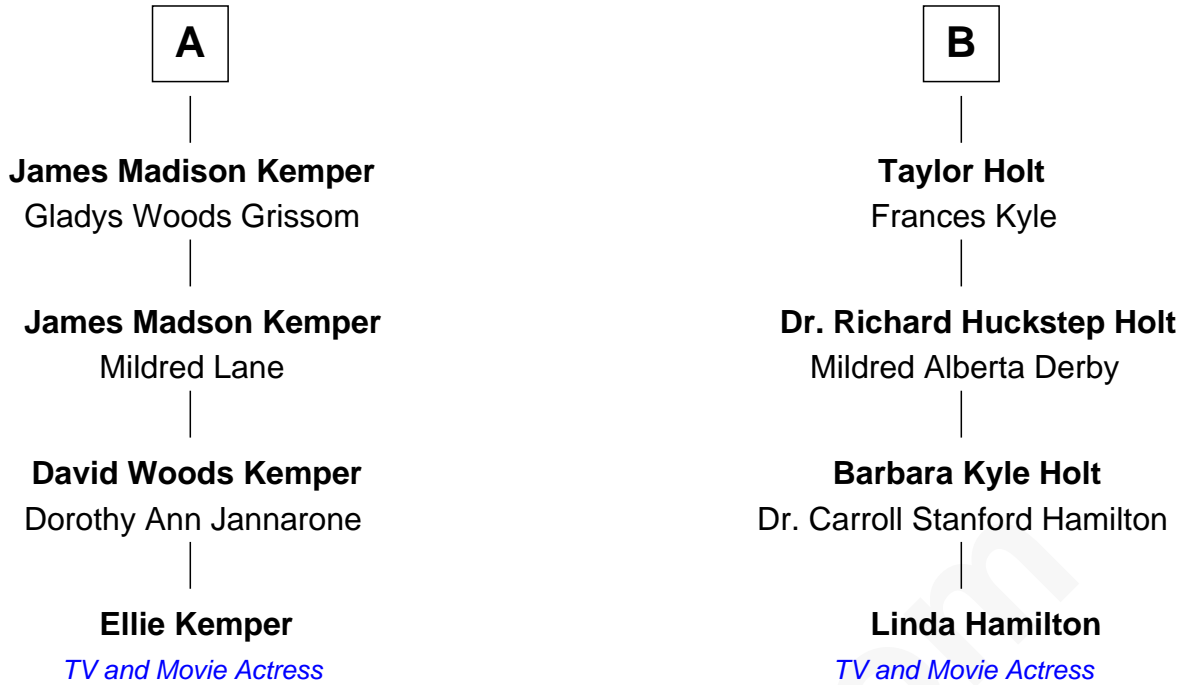 A
B
James Madison Kemper
Gladys Woods Grissom
Taylor Holt
Frances Kyle
James Madson Kemper
Mildred Lane
Dr. Richard Huckstep Holt
Mildred Alberta Derby
David Woods Kemper
Dorothy Ann Jannarone
Barbara Kyle Holt
Dr. Carroll Stanford Hamilton
Ellie Kemper
TV and Movie Actress
Linda Hamilton
TV and Movie Actress